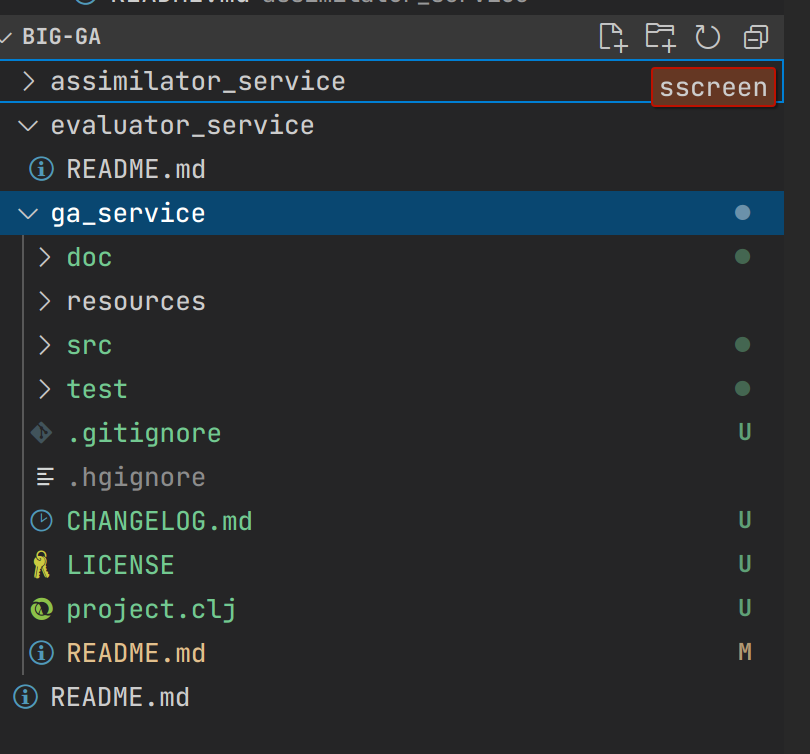 README.md assimilator_service
BIG-GA
assimilator_service
sscreen
evaluator_service
README.md
ga_service
doc
resources
src
test
.gitignore U
.hgignore
CHANGELOG.md U
LICENSE U
project.clj U
README.md M
README.md